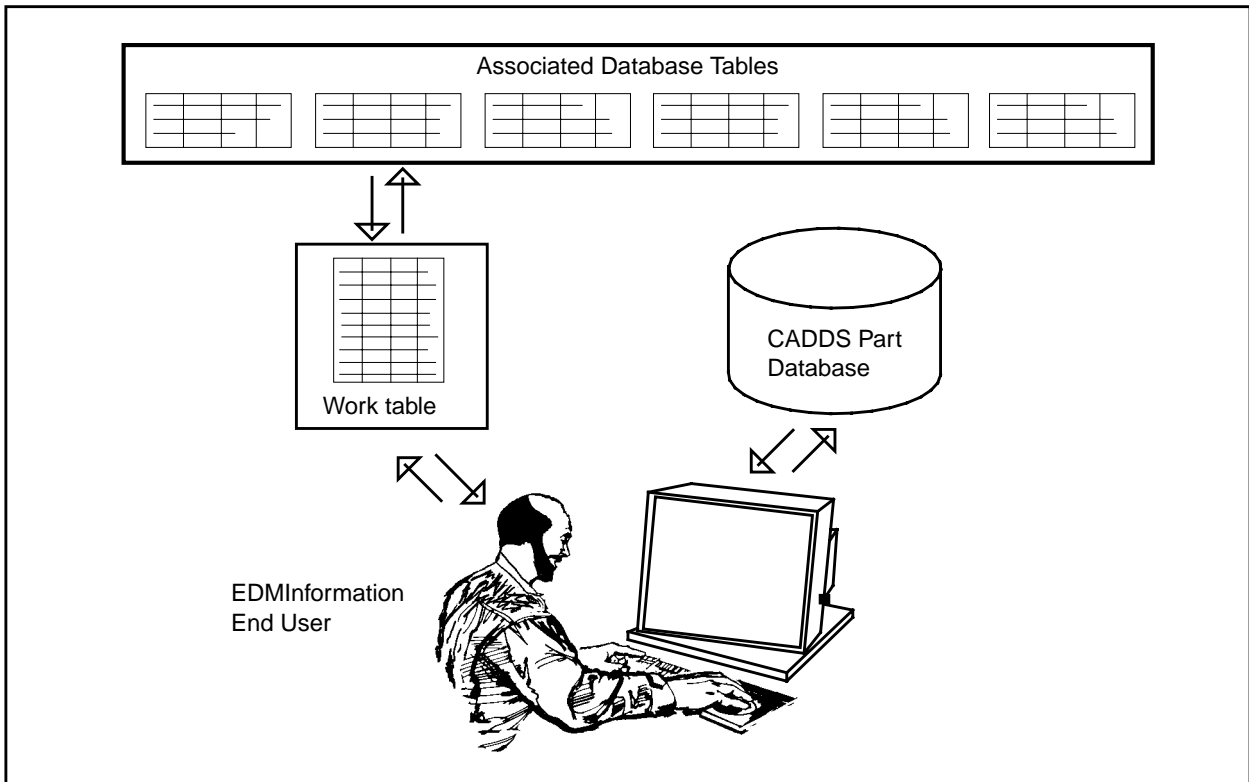 Associated Database Tables
CADDS Part
Database
Work table
EDMInformation
End User